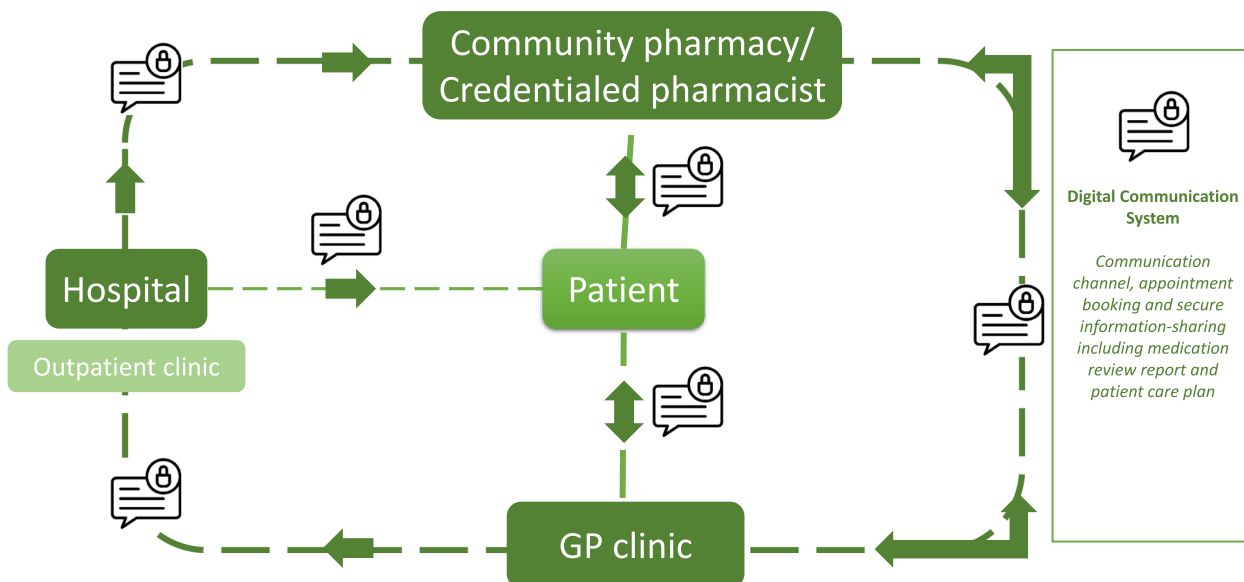 Community pharmacy/
Credentialed pharmacist
Hospital
Outpatient clinic
Patient
GP clinic
Digital Communication
System
Communication
channel, appointment
booking and secure
information-sharing
including medication
review report and
patient care plan